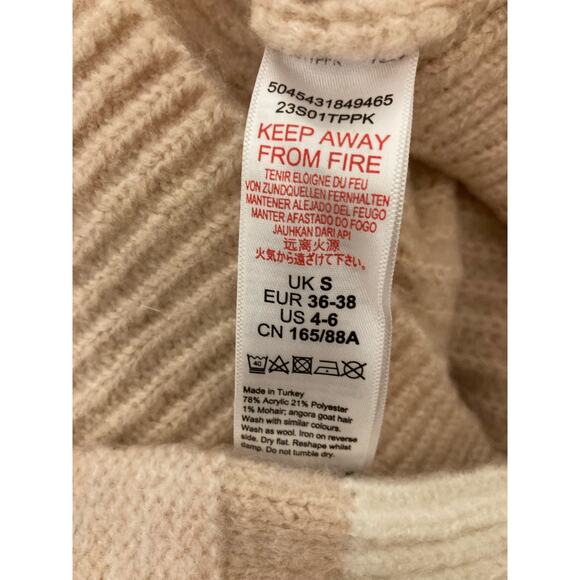 5045431849465
23S01TPPK
KEEP AWAY
FROM FIRE
TENIR ELOIGNE DU FEU
VON ZUNDQUELLEN FERNHALTEN
MANTENER ALEJADO DEL FEUGO
MANTER AFASTADO DO FOGO
JAUHKAN DARI API
远离火源
火気から遠ざけて下さい。
UK S
EUR 36-38
US 4-6
CN 165/88A
40
Made in Turkey
78% Acrylic 21% Polyester
1% Mohair; angora goat hair
Wash with similar colours.
Wash as wool. Iron on reverse
side. Dry flat. Reshape whilst
damp. Do not tumble dry.